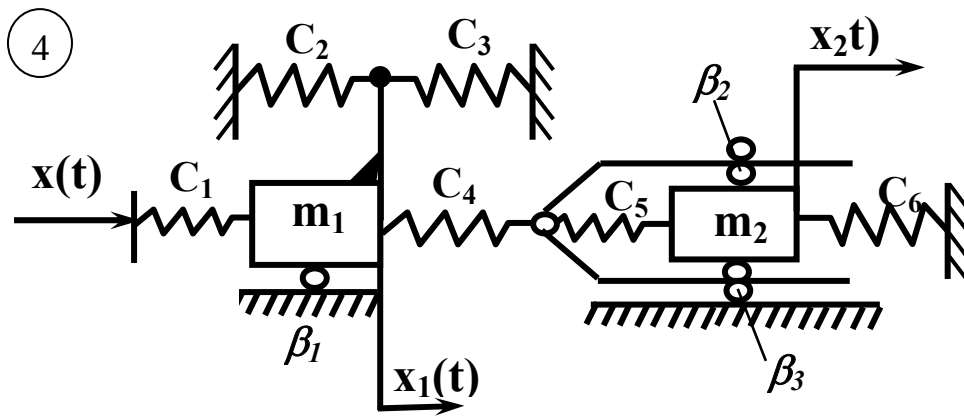 4
C₂
C₃
x₂t)
β₂
x(t)
C₁
m₁
C₄
C₅
m₂
C₆
β₁
x₁(t)
β₃